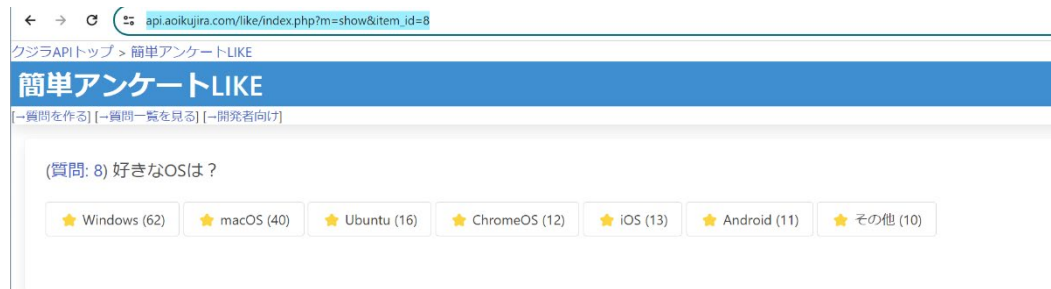 api.aoikujira.com/like/index.php?m=show&item_id=8
クジラAPIトップ > 簡単アンケートLIKE
簡単アンケートLIKE
[→質問を作る] [→質問一覧を見る] [→開発者向け]
(質問: 8) 好きなOSは？
Windows (62) macOS (40) Ubuntu (16) ChromeOS (12) iOS (13) Android (11) その他 (10)